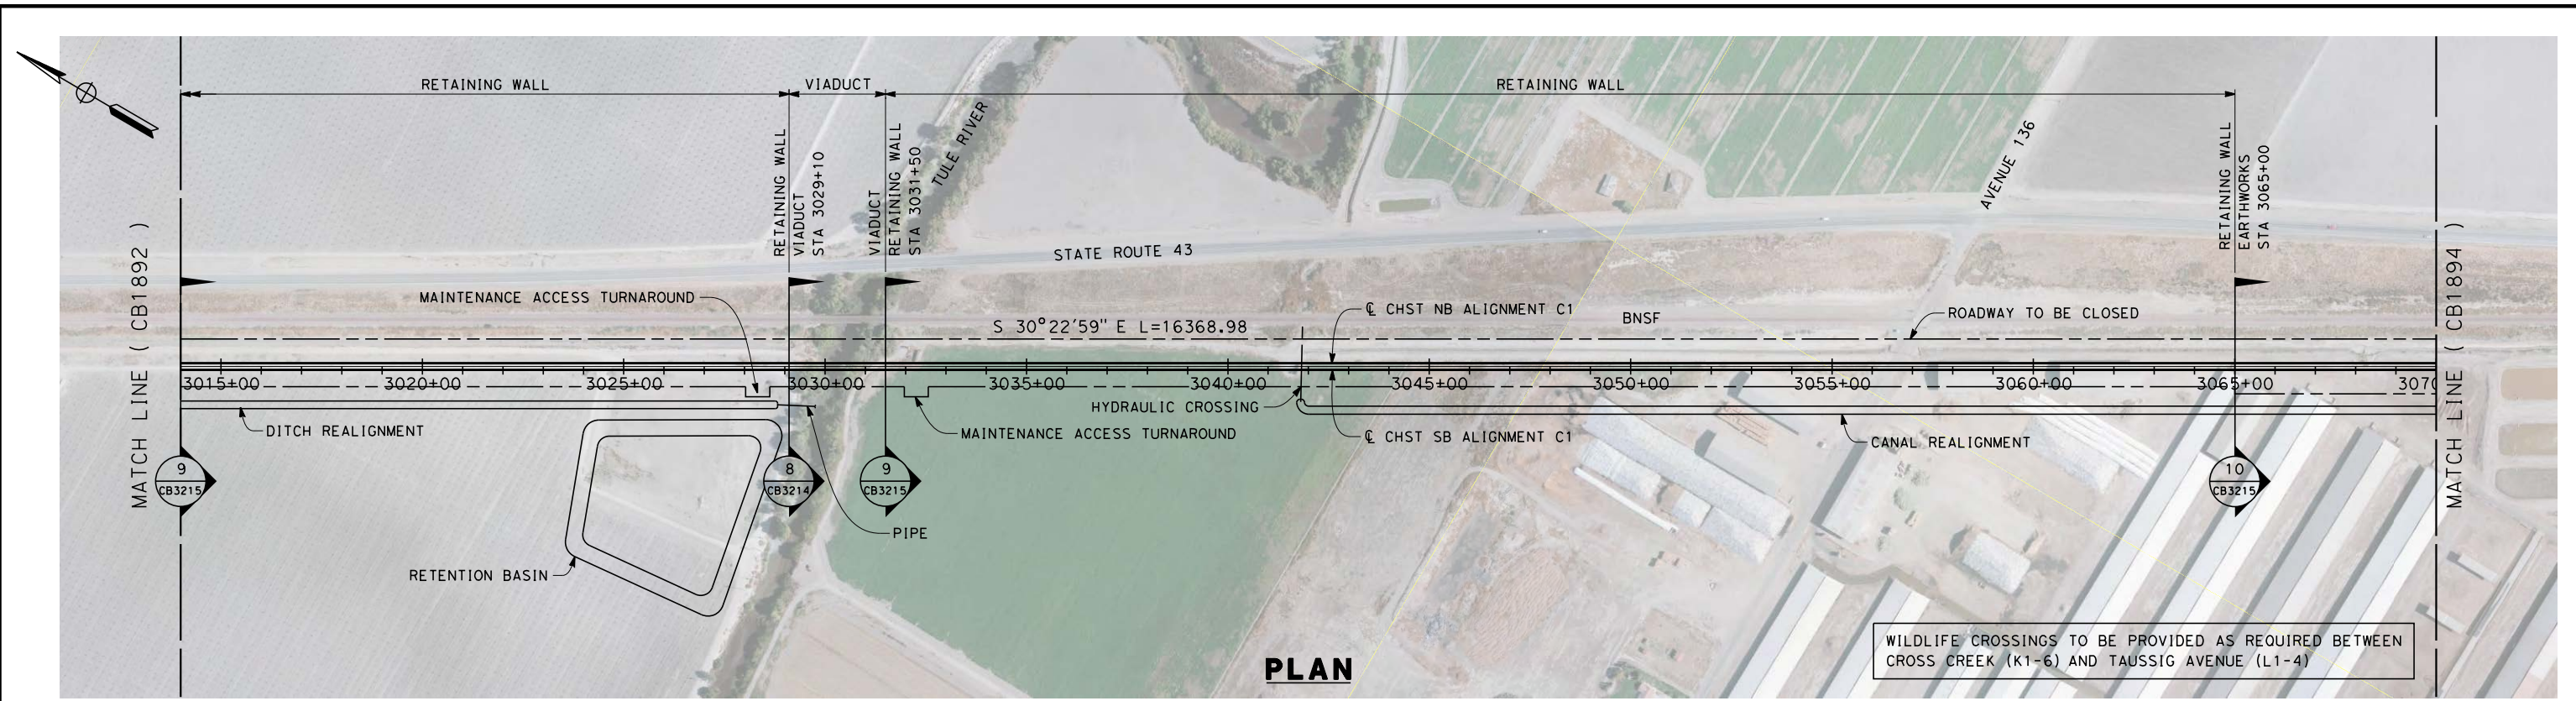 RETAINING WALL
VIADUCT
RETAINING WALL
RETAINING WALL
VIADUCT
STA 3029+10
VIADUCT
RETAINING WALL
STA 3031+50
TULE RIVER
AVENUE 136
RETAINING WALL
EARTHWORKS
STA 3065+00
MATCH LINE ( CB1892 )
MATCH LINE ( CB1894 )
STATE ROUTE 43
MAINTENANCE ACCESS TURNAROUND
S 30°22'59" E L=16368.98
℄ CHST NB ALIGNMENT C1
BNSF
ROADWAY TO BE CLOSED
3015+00
3020+00
3025+00
3030+00
3035+00
3040+00
3045+00
3050+00
3055+00
3060+00
3065+00
3070
HYDRAULIC CROSSING
DITCH REALIGNMENT
MAINTENANCE ACCESS TURNAROUND
℄ CHST SB ALIGNMENT C1
CANAL REALIGNMENT
9
CB3215
8
CB3214
9
CB3215
10
CB3215
PIPE
RETENTION BASIN
WILDLIFE CROSSINGS TO BE PROVIDED AS REQUIRED BETWEEN
CROSS CREEK (K1-6) AND TAUSSIG AVENUE (L1-4)
PLAN